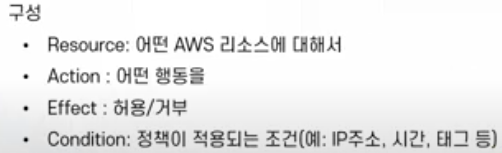 구성
• Resource: 어떤 AWS 리소스에 대해서
• Action : 어떤 행동을
• Effect : 허용/거부
• Condition: 정책이 적용되는 조건(예: IP주소, 시간, 태그 등)